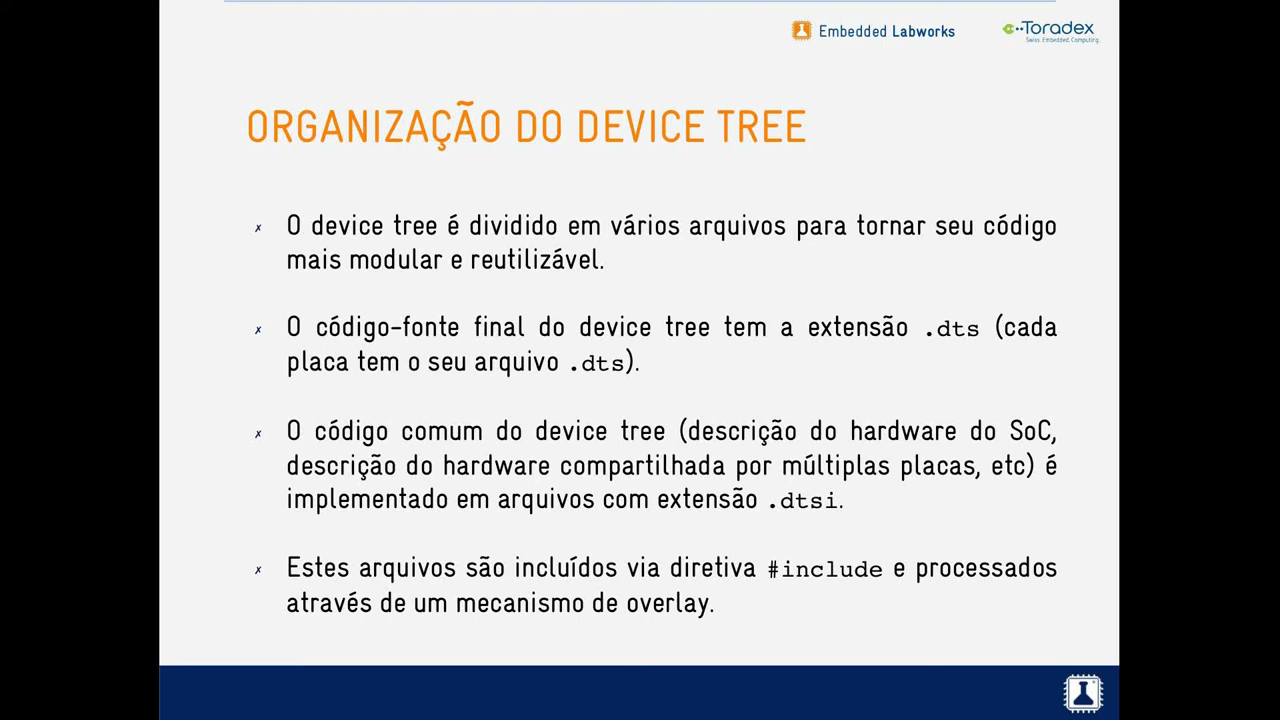 Embedded Labworks
Toradex
Swiss. Embedded. Computing.
ORGANIZAÇÃO DO DEVICE TREE
✗ O device tree é dividido em vários arquivos para tornar seu código
mais modular e reutilizável.
✗ O código-fonte final do device tree tem a extensão .dts (cada
placa tem o seu arquivo .dts).
✗ O código comum do device tree (descrição do hardware do SoC,
descrição do hardware compartilhada por múltiplas placas, etc) é
implementado em arquivos com extensão .dtsi.
✗ Estes arquivos são incluídos via diretiva #include e processados
através de um mecanismo de overlay.